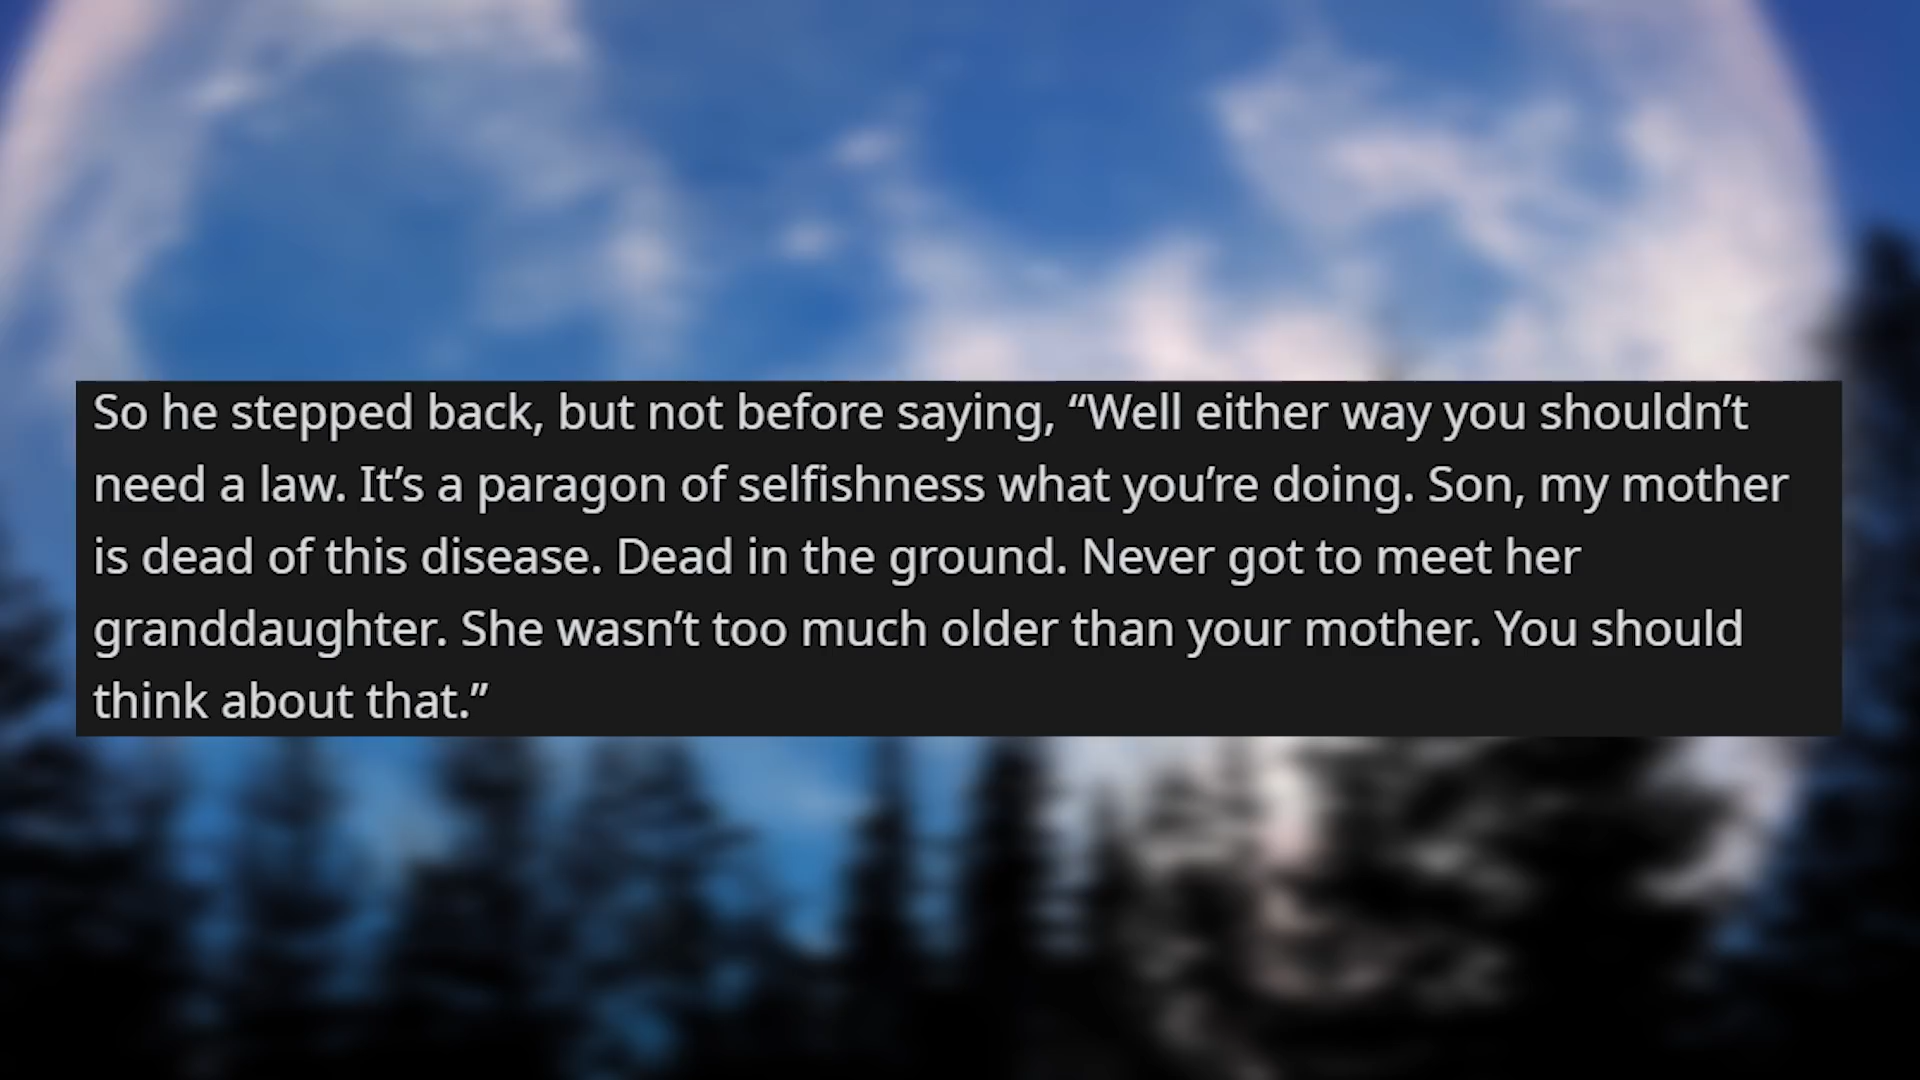 So he stepped back, but not before saying, “Well either way you shouldn’t
need a law. It’s a paragon of selfishness what you’re doing. Son, my mother
is dead of this disease. Dead in the ground. Never got to meet her
granddaughter. She wasn’t too much older than your mother. You should
think about that.”